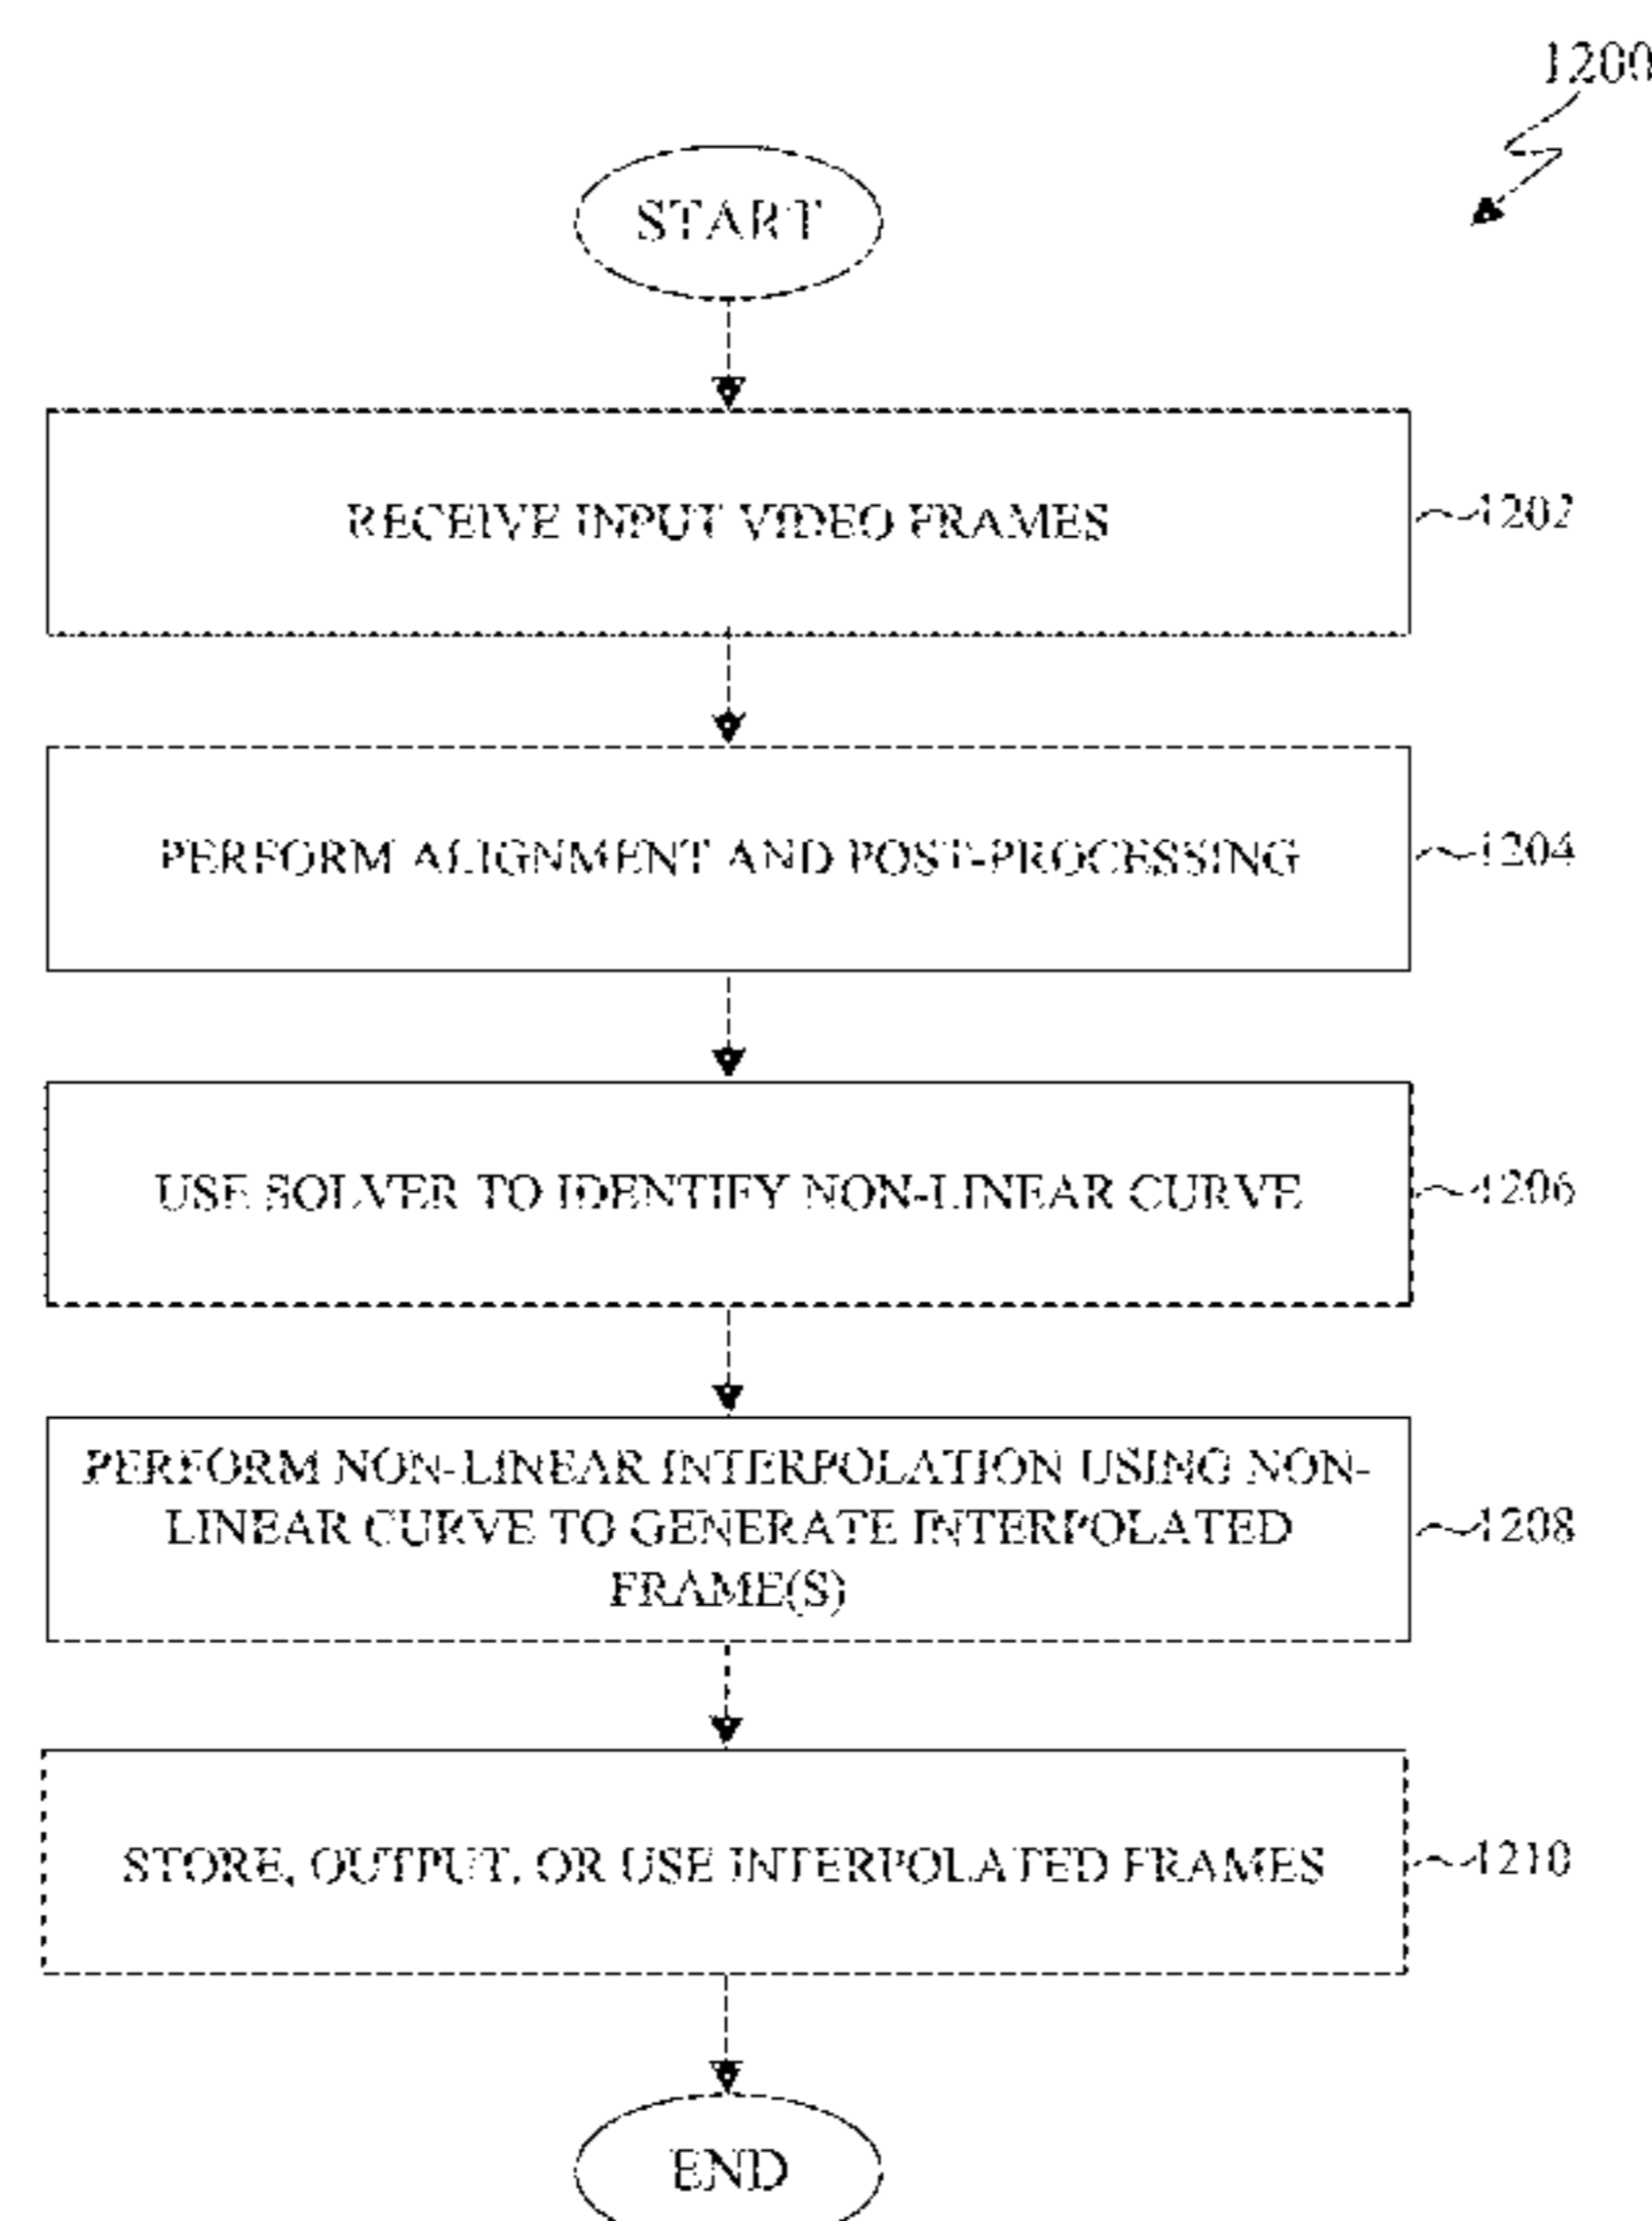 1200
START
RECEIVE INPUT VIDEO FRAMES
1202
PERFORM ALIGNMENT AND POST-PROCESSING
1204
USE SOLVER TO IDENTIFY NON-LINEAR CURVE
1206
PERFORM NON-LINEAR INTERPOLATION USING NON-
LINEAR CURVE TO GENERATE INTERPOLATED
FRAME(S)
1208
STORE, OUTPUT, OR USE INTERPOLATED FRAMES
1210
END